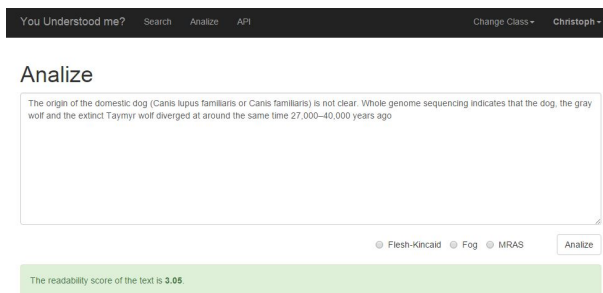 You Understood me? Search Analize API Change Class Christoph
Analize
The origin of the domestic dog (Canis lupus familiaris or Canis familiaris) is not clear. Whole genome sequencing indicates that the dog, the gray
wolf and the extinct Taymyr wolf diverged at around the same time 27,000–40,000 years ago
Flesh-Kincaid Fog MRAS Analize
The readability score of the text is 3.05.